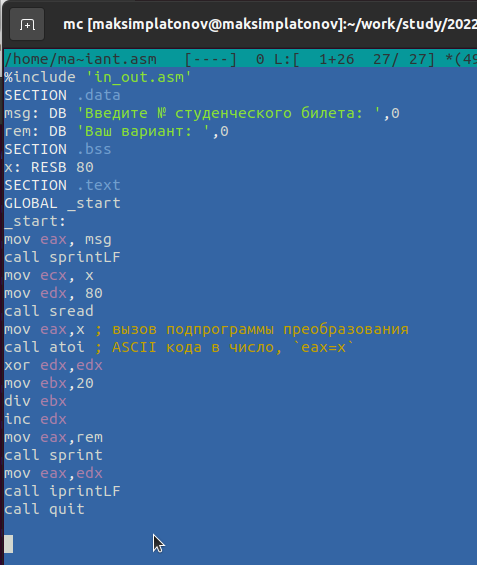 mc [maksimplatonov@maksimplatonov]:~/work/study/2022
/home/ma~iant.asm [----] 0 L:[ 1+26 27/ 27] *(49
%include 'in_out.asm'
SECTION .data
msg: DB 'Введите № студенческого билета: ',0
rem: DB 'Ваш вариант: ',0
SECTION .bss
x: RESB 80
SECTION .text
GLOBAL _start
_start:
mov eax, msg
call sprintLF
mov ecx, x
mov edx, 80
call sread
mov eax,x ; вызов подпрограммы преобразования
call atoi ; ASCII кода в число, `eax=x`
xor edx,edx
mov ebx,20
div ebx
inc edx
mov eax,rem
call sprint
mov eax,edx
call iprintLF
call quit